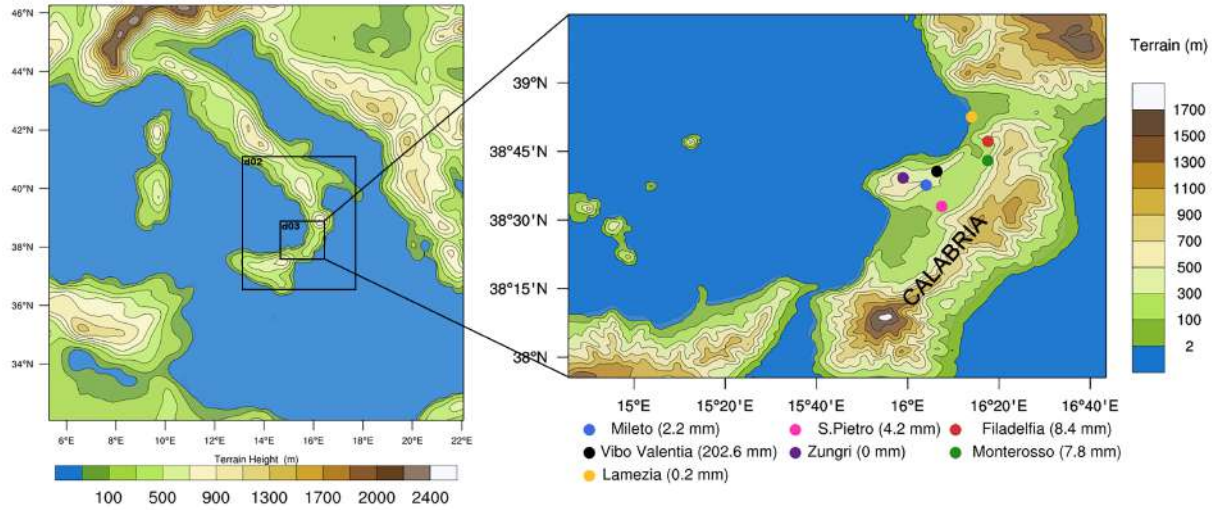 46°N
44°N
42°N
40°N
38°N
36°N
34°N
6°E 8°E 10°E 12°E 14°E 16°E 18°E 20°E 22°E
d02
d03
Terrain Height (m)
100 500 900 1300 1700 2000 2400
39°N
38°45'N
38°30'N
38°15'N
38°N
15°E 15°20'E 15°40'E 16°E 16°20'E 16°40'E
CALABRIA
Terrain (m)
1700
1500
1300
1100
900
700
500
300
100
2
Mileto (2.2 mm) S.Pietro (4.2 mm) Filadelfia (8.4 mm)
Vibo Valentia (202.6 mm) Zungri (0 mm) Monterosso (7.8 mm)
Lamezia (0.2 mm)